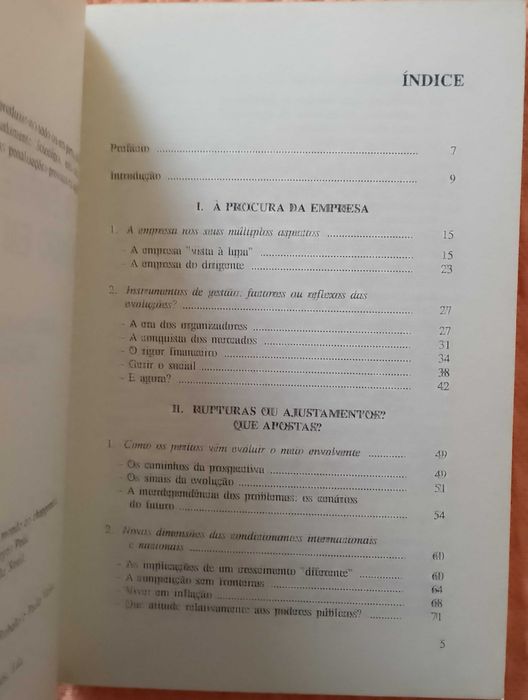 ÍNDICE
Prefácio ........ 7
Introdução ........ 9
I. À PROCURA DA EMPRESA
1. A empresa nos seus múltiplos aspectos ........ 15
- A empresa "vista à lupa" ........ 15
- A empresa do dirigente ........ 23
2. Instrumentos de gestão: factores ou reflexos das
evoluções? ........ 27
- A era dos organizadores ........ 27
- A conquista dos mercados ........ 31
- O rigor financeiro ........ 34
- Gerir o social ........ 38
- E agora? ........ 42
II. RUPTURAS OU AJUSTAMENTOS?
QUE APOSTAS?
1. Como os peritos vêm evoluir o meio envolvente ........ 49
- Os caminhos da prospectiva ........ 49
- Os sinais da evolução ........ 51
- A interdependência dos problemas: os cenários
do futuro ........ 54
2. Novas dimensões das condicionantes internacionais
e nacionais ........ 60
- As implicações de um crescimento "diferente" ........ 60
- A competição sem fronteiras ........ 64
- Viver em inflação ........ 68
- Que atitude relativamente aos poderes públicos? ........ 71
5